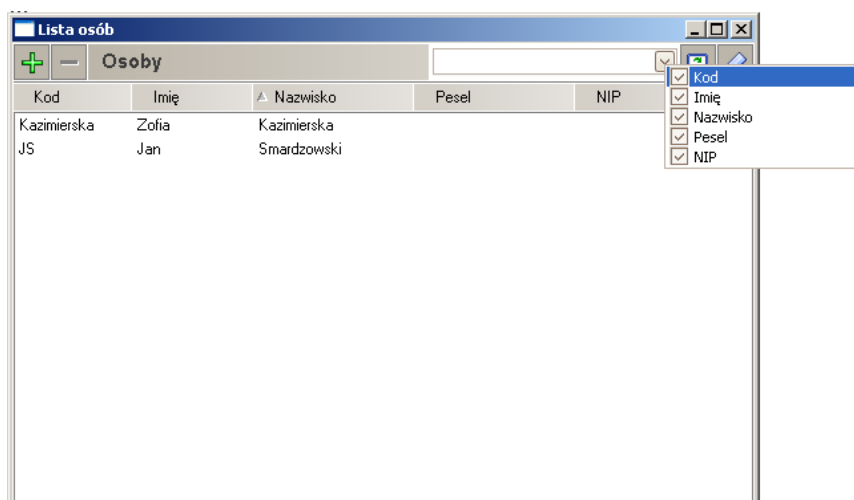 Lista osób
Osoby
Kod Imię Nazwisko Pesel NIP
Kazimierska Zofia Kazimierska
JS Jan Smardzowski
Kod
Imię
Nazwisko
Pesel
NIP